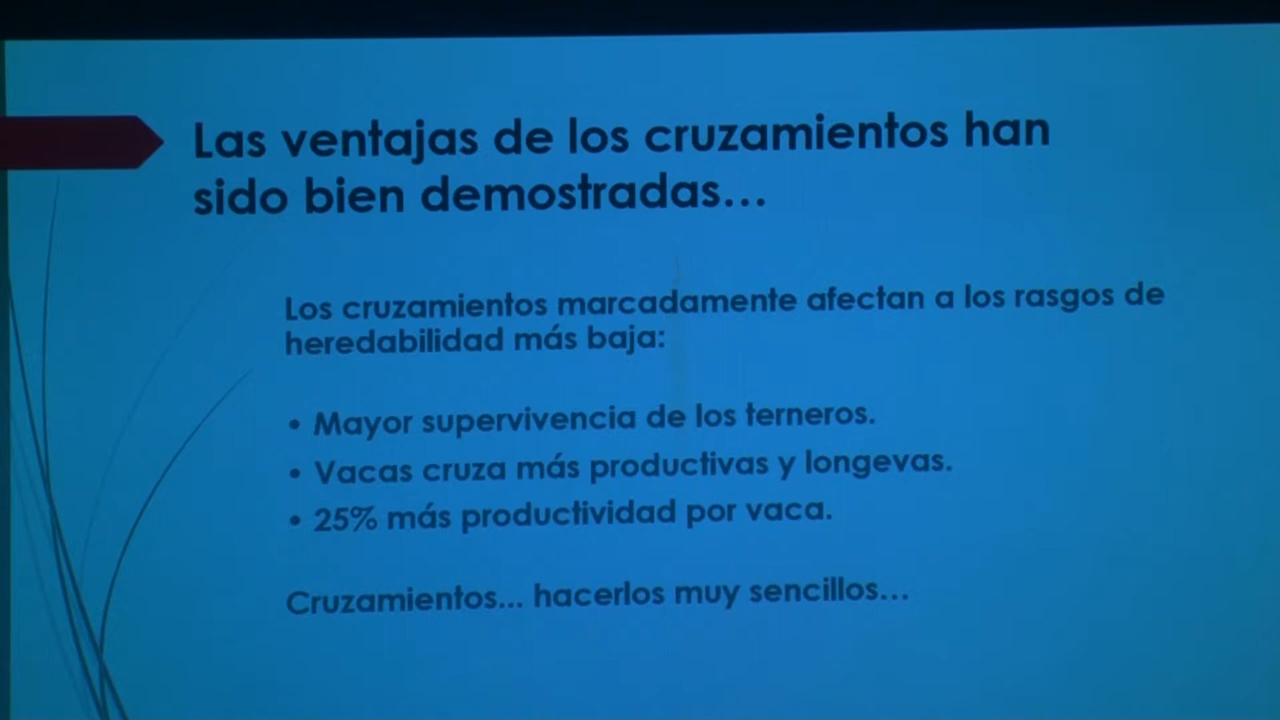 Las ventajas de los cruzamientos han
sido bien demostradas...
Los cruzamientos marcadamente afectan a los rasgos de
heredabilidad más baja:
• Mayor supervivencia de los terneros.
• Vacas cruza más productivas y longevas.
• 25% más productividad por vaca.
Cruzamientos... hacerlos muy sencillos...